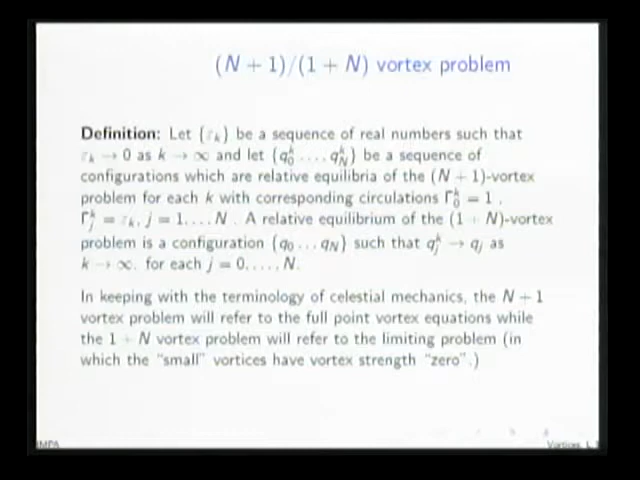 (N + 1)/(1 + N) vortex problem
Definition: Let {ε_k} be a sequence of real numbers such that
ε_k → 0 as k → ∞ and let (q_0^k ... , q_N^k) be a sequence of
configurations which are relative equilibria of the (N + 1)-vortex
problem for each k with corresponding circulations Γ_0^k = 1 ,
Γ_j^k = ε_k, j = 1, ... , N . A relative equilibrium of the (1 + N)-vortex
problem is a configuration (q_0 ... q_N) such that q_j^k → q_j as
k → ∞, for each j = 0, ... , N.
In keeping with the terminology of celestial mechanics, the N + 1
vortex problem will refer to the full point vortex equations while
the 1 + N vortex problem will refer to the limiting problem (in
which the "small" vortices have vortex strength "zero".)
IMPA
Vortices, L.